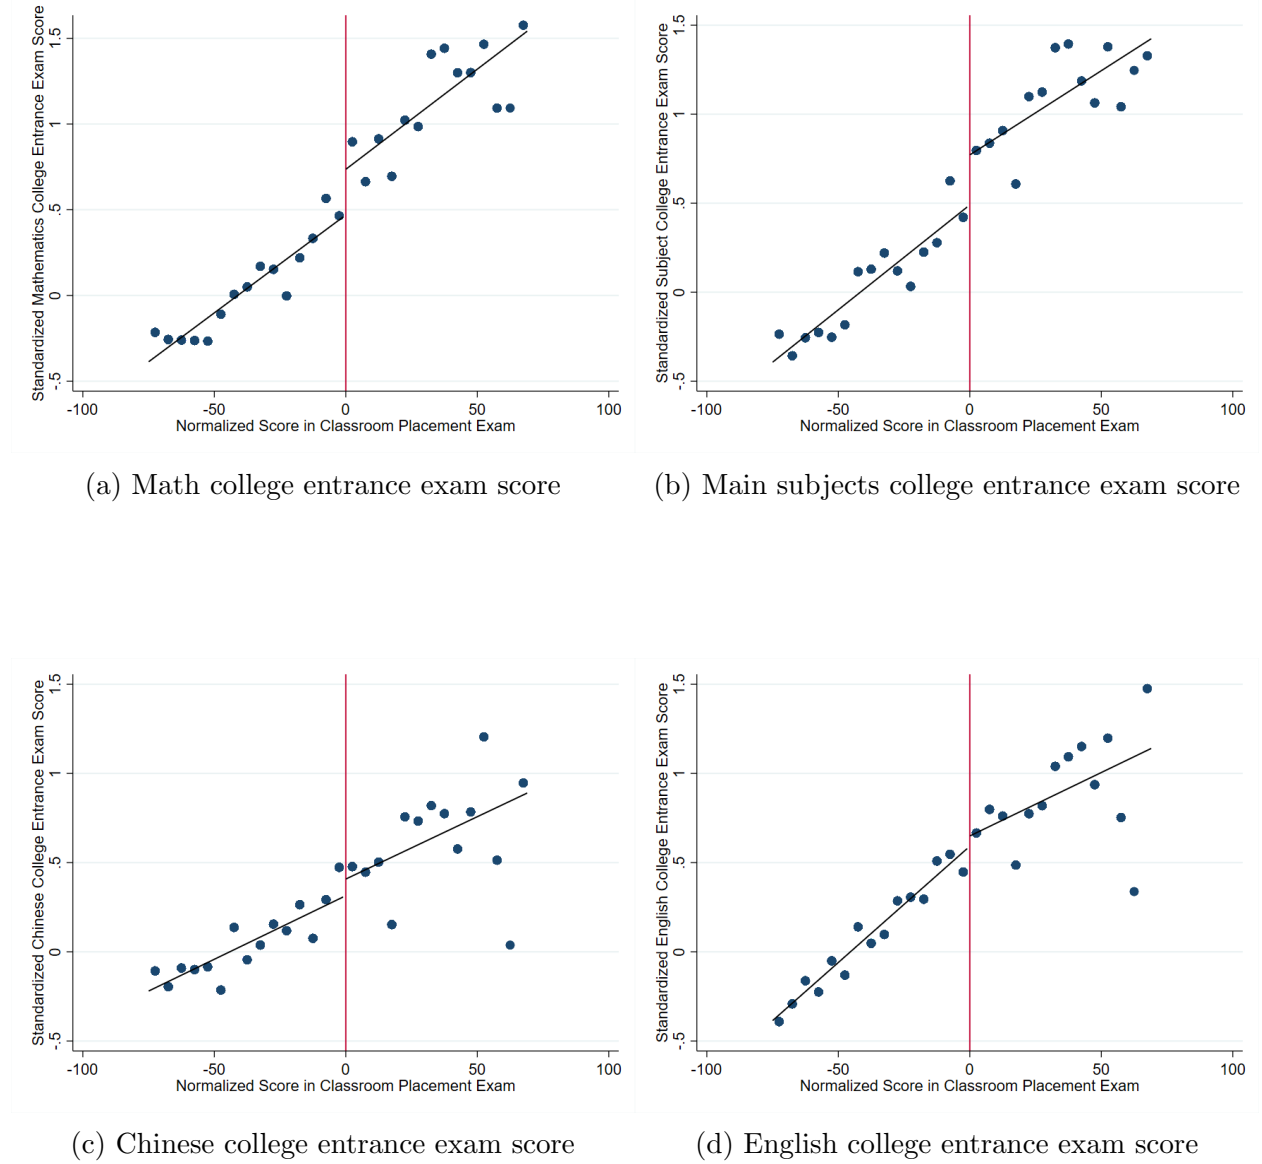 Standardized Mathematics College Entrance Exam Score
1.5
1
.5
0
-.5
-100 -50 0 50 100
Normalized Score in Classroom Placement Exam
(a) Math college entrance exam score
Standardized Subject College Entrance Exam Score
1.5
1
.5
0
-.5
-100 -50 0 50 100
Normalized Score in Classroom Placement Exam
(b) Main subjects college entrance exam score
Standardized Chinese College Entrance Exam Score
1.5
1
.5
0
-.5
-100 -50 0 50 100
Normalized Score in Classroom Placement Exam
(c) Chinese college entrance exam score
Standardized English College Entrance Exam Score
1.5
1
.5
0
-.5
-100 -50 0 50 100
Normalized Score in Classroom Placement Exam
(d) English college entrance exam score